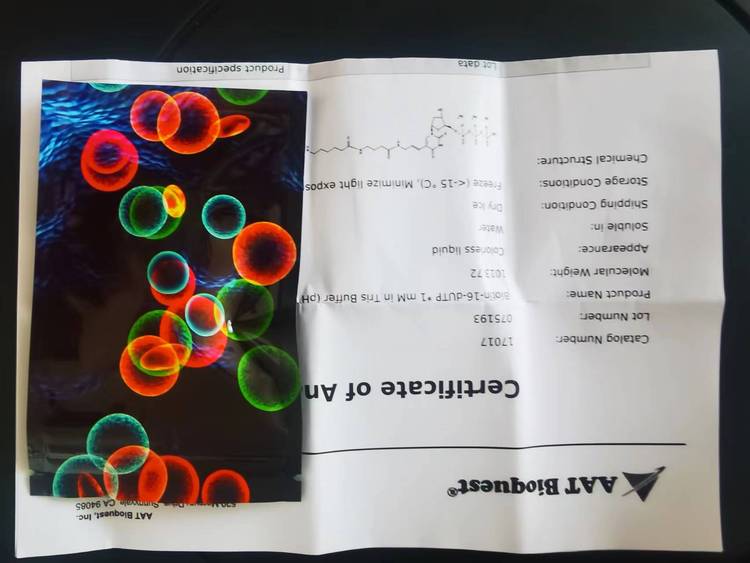 AAT Bioquest®
AAT Bioquest, Inc.
Sunnyvale, CA 94085
Certificate of An
Catalog Number: 17017
Lot Number: 075193
Product Name: Biotin-16-dUTP *1 mM in Tris Buffer (pH
Molecular Weight: 1013.72
Appearance: Colorless liquid
Soluble in: Water
Shipping Condition: Dry Ice
Storage Conditions: Freeze (<-15 °C), Minimize light expos
Chemical Structure:
Lot data Product specification